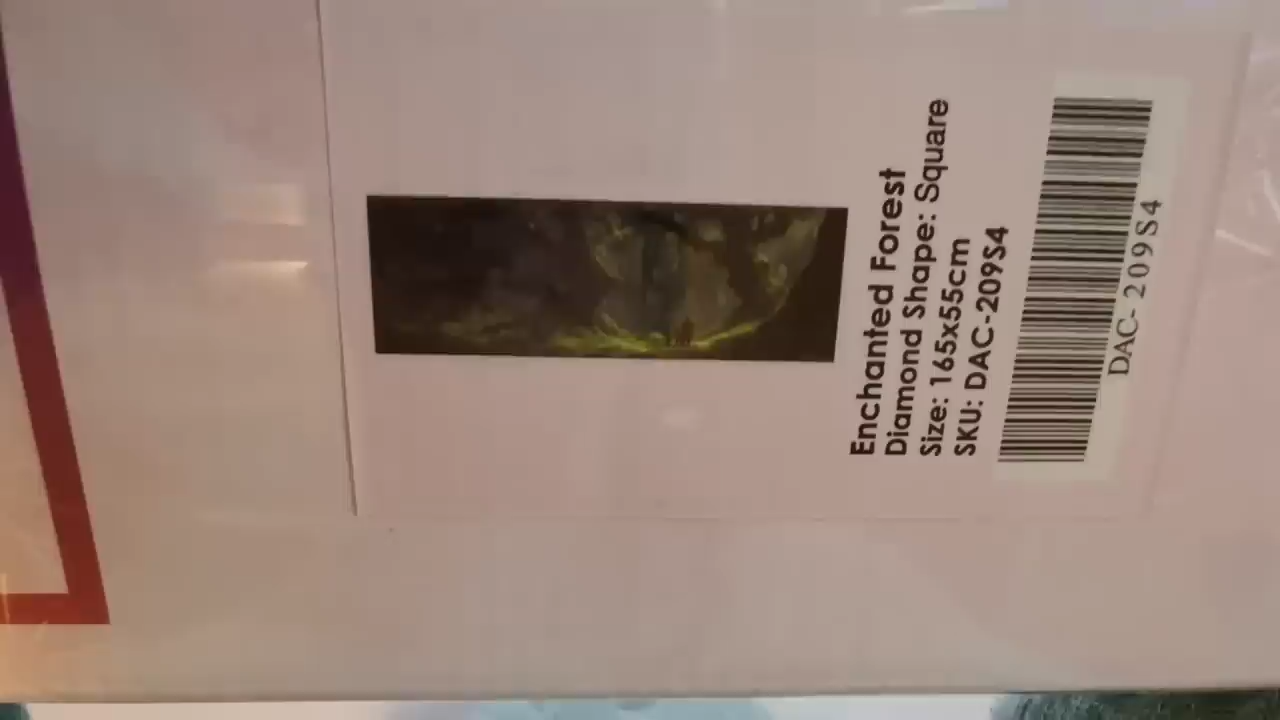 Enchanted Forest
Diamond Shape: Square
Size: 165x55cm
SKU: DAC-209S4
DAC- 209S4